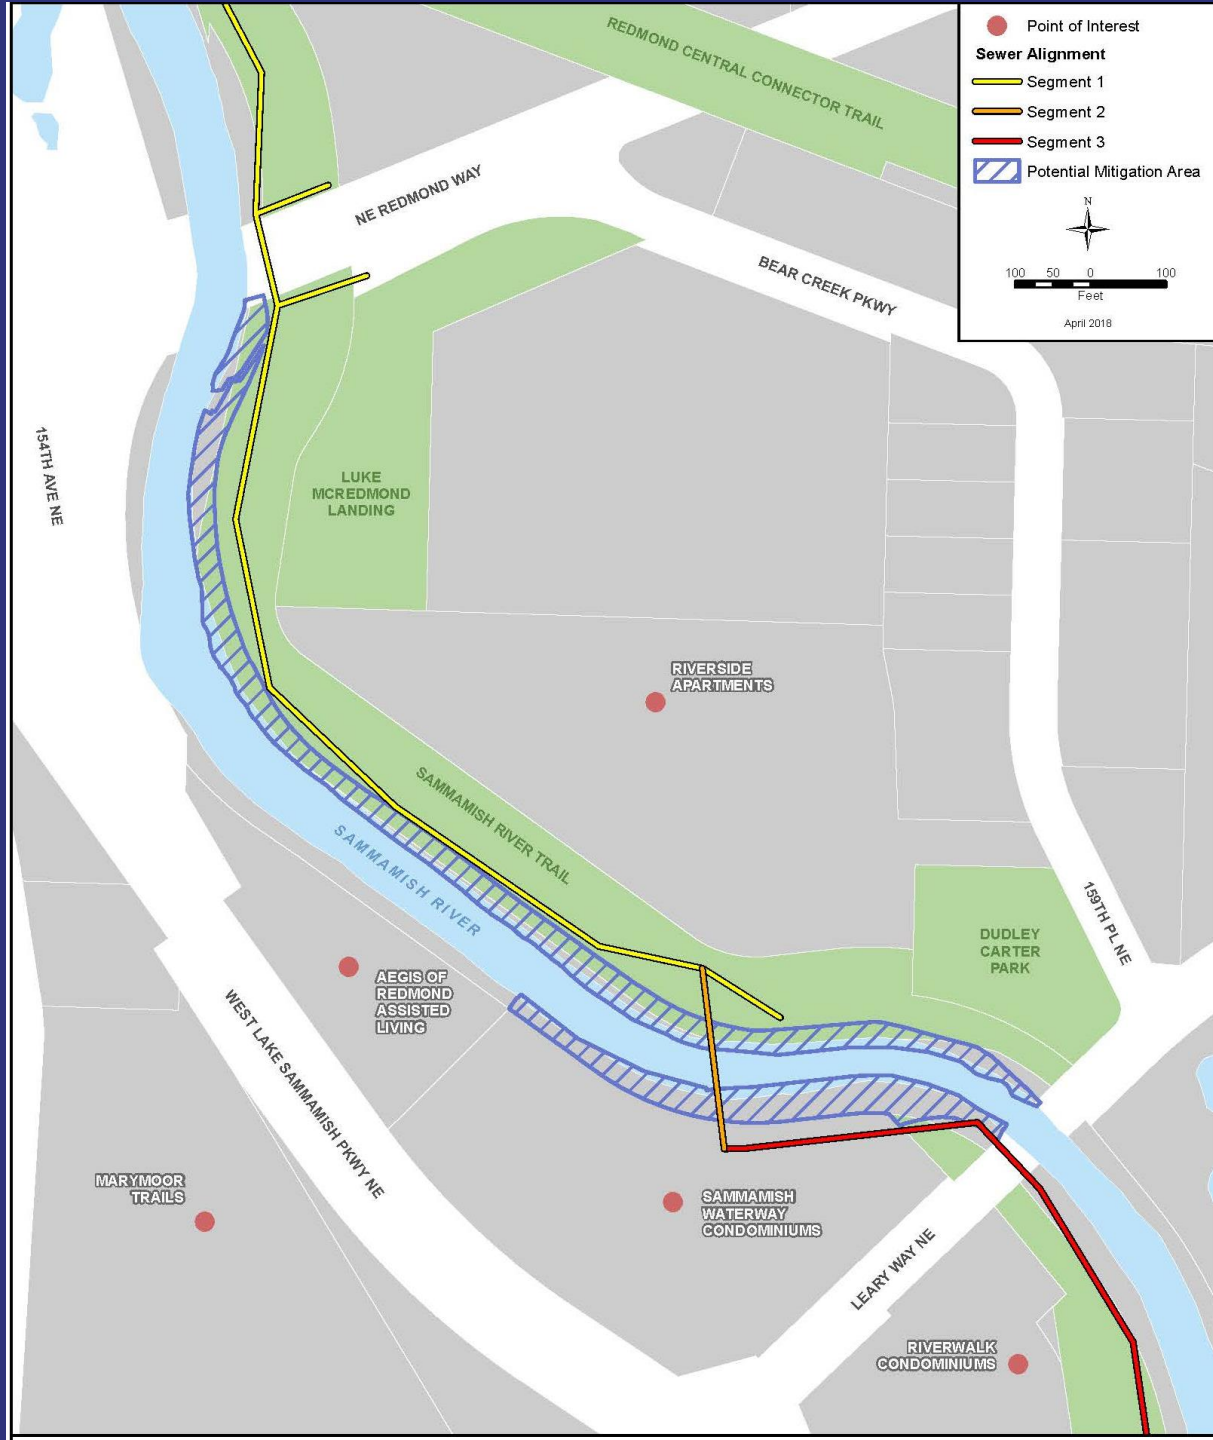 REDMOND CENTRAL CONNECTOR TRAIL
Point of Interest
Sewer Alignment
Segment 1
Segment 2
Segment 3
Potential Mitigation Area
N
100 50 0 100
Feet
April 2018
NE REDMOND WAY
BEAR CREEK PKWY
154TH AVE NE
LUKE
MCREDMOND
LANDING
RIVERSIDE
APARTMENTS
SAMMAMISH RIVER TRAIL
SAMMAMISH RIVER
159TH PL NE
DUDLEY
CARTER
PARK
AEGIS OF
REDMOND
ASSISTED
LIVING
WEST LAKE SAMMAMISH PKWY NE
MARYMOOR
TRAILS
SAMMAMISH
WATERWAY
CONDOMINIUMS
LEARY WAY NE
RIVERWALK
CONDOMINIUMS